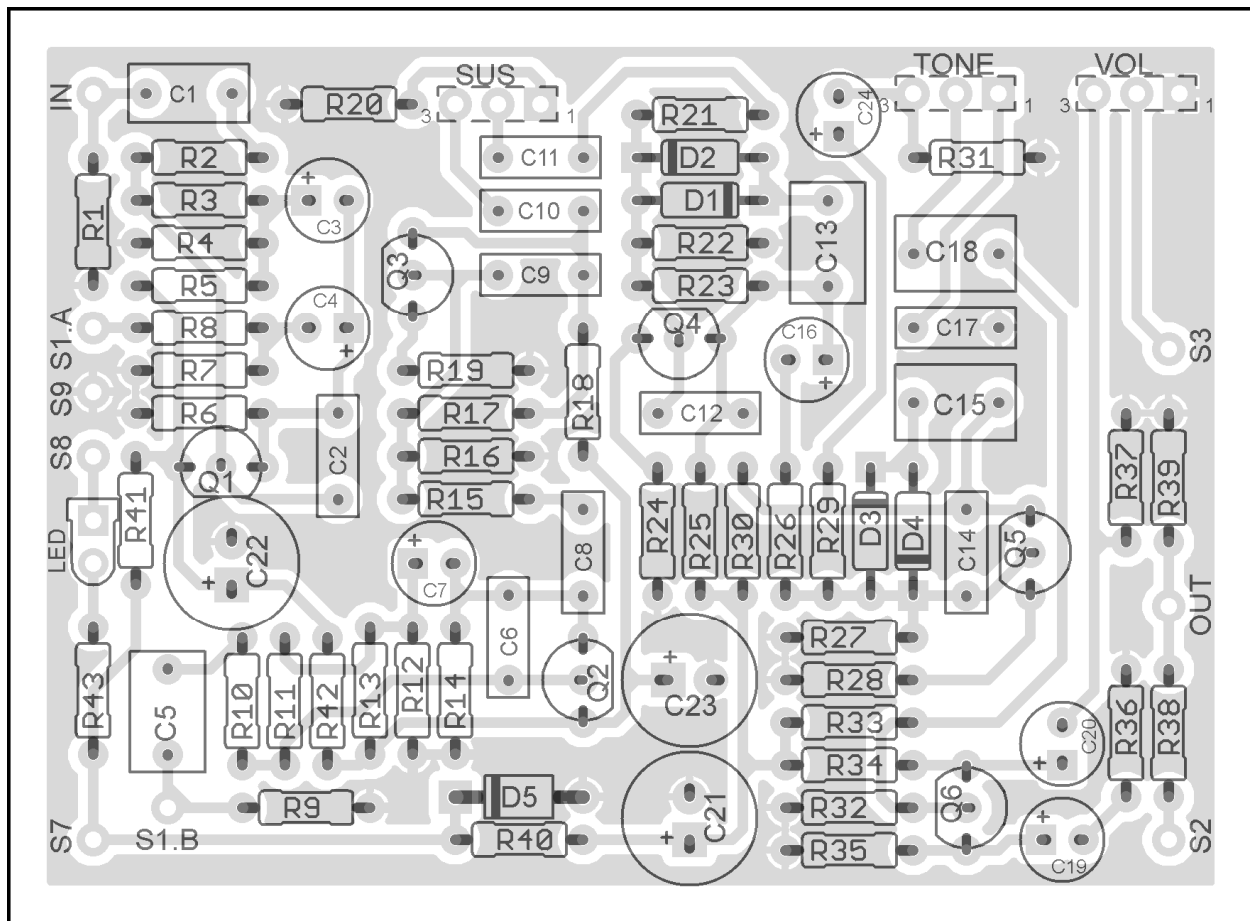 SUS
TONE
VOL
IN
C1
R20
3
1
C24
3
1
3
1
R21
+
R2
C11
D2
R31
R1
R3
+
C3
C10
D1
C13
R4
Q3
R22
C18
R5
C9
R23
S1.A
R8
C4
+
Q4
C16
+
C17
S3
R7
R19
R18
S9
R6
R17
C12
C15
S8
Q1
C2
R16
R37
R39
R41
R15
R24
R25
R30
R26
R29
D3
D4
C14
Q5
LED
C22
+
+
C7
C8
OUT
C6
R27
R43
C5
R10
R11
R42
R13
R12
R14
Q2
+
C23
R28
R36
R38
R33
C20
+
R34
D5
C21
+
R9
R32
Q6
+
S7
S1.B
R40
R35
C19
S2